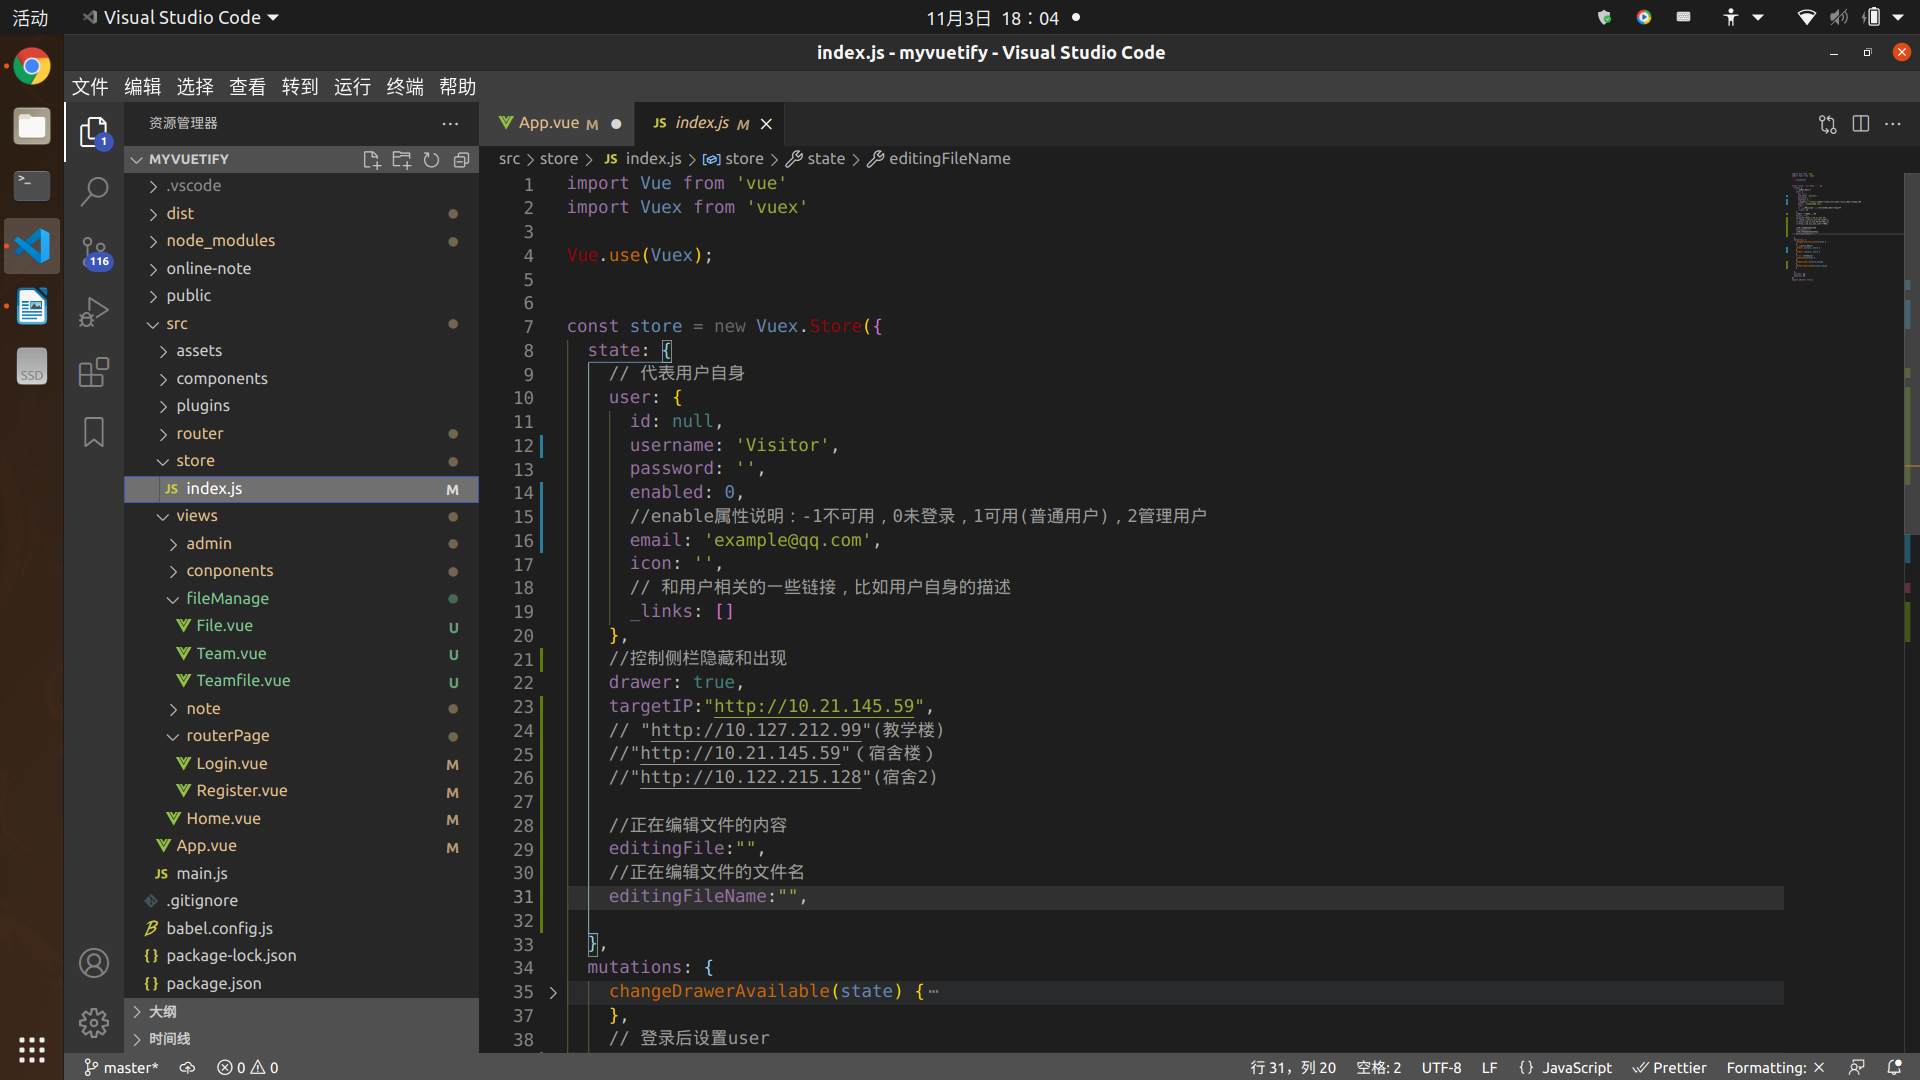 活动
Visual Studio Code
11月3日 18：04
index.js - myvuetify - Visual Studio Code
文件 编辑 选择 查看 转到 运行 终端 帮助
资源管理器
App.vue M
JS index.js M
MYVUETIFY
src > store > JS index.js > store > state > editingFileName
.vscode
dist
node_modules
online-note
public
src
assets
components
plugins
router
store
JS index.js M
views
admin
conponents
fileManage
File.vue U
Team.vue U
Teamfile.vue U
note
routerPage
Login.vue M
Register.vue M
Home.vue M
App.vue M
JS main.js
.gitignore
babel.config.js
{} package-lock.json
{} package.json
大纲
时间线
1
116
SSD
1 import Vue from 'vue'
2 import Vuex from 'vuex'
3
4 Vue.use(Vuex);
5
6
7 const store = new Vuex.Store({
8 state: {
9 // 代表用户自身
10 user: {
11 id: null,
12 username: 'Visitor',
13 password: '',
14 enabled: 0,
15 //enable属性说明：-1不可用，0未登录，1可用(普通用户)，2管理用户
16 email: 'example@qq.com',
17 icon: '',
18 // 和用户相关的一些链接，比如用户自身的描述
19 _links: []
20 },
21 //控制侧栏隐藏和出现
22 drawer: true,
23 targetIP:"http://10.21.145.59",
24 // "http://10.127.212.99"(教学楼)
25 //"http://10.21.145.59"（宿舍楼）
26 //"http://10.122.215.128"(宿舍2)
27
28 //正在编辑文件的内容
29 editingFile:"",
30 //正在编辑文件的文件名
31 editingFileName:"",
32
33 },
34 mutations: {
35 changeDrawerAvailable(state) {…
37 },
38 // 登录后设置user
master* 0 0
行 31，列 20 空格: 2 UTF-8 LF {} JavaScript Prettier Formatting: ✕